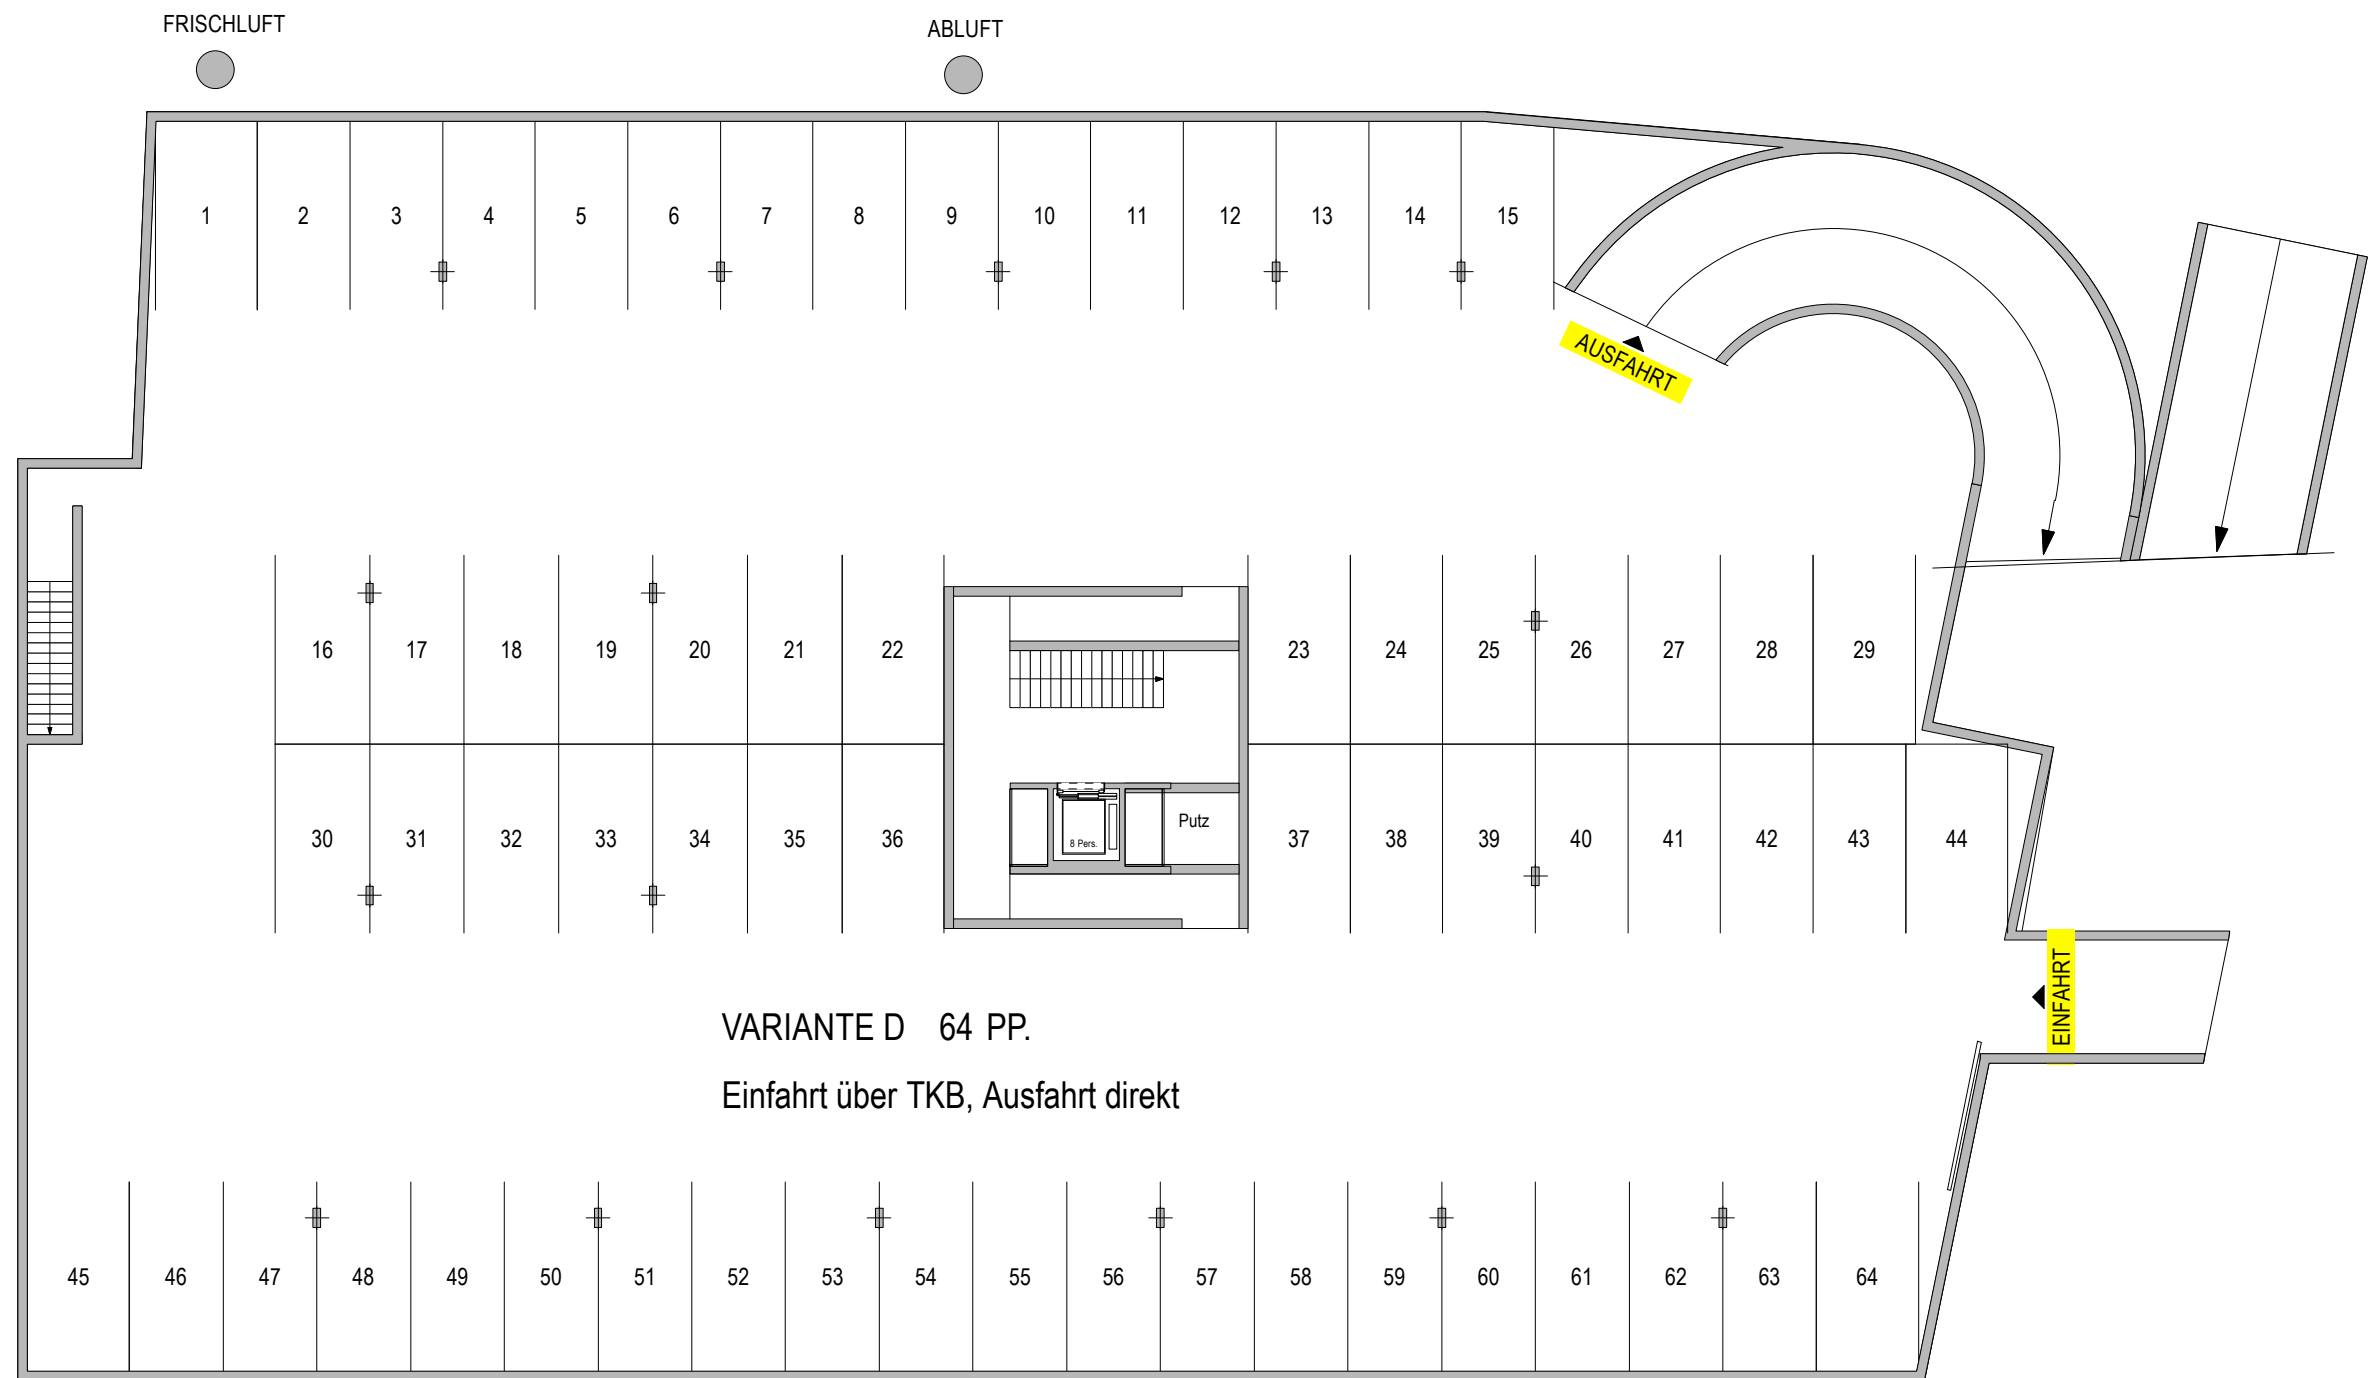 FRISCHLUFT
ABLUFT
1 2 3 4 5 6 7 8 9 10 11 12 13 14 15
AUSFAHRT
16 17 18 19 20 21 22 23 24 25 26 27 28 29
Putz
8 Pers.
30 31 32 33 34 35 36 37 38 39 40 41 42 43 44
EINFAHRT
VARIANTE D 64 PP.
Einfahrt über TKB, Ausfahrt direkt
45 46 47 48 49 50 51 52 53 54 55 56 57 58 59 60 61 62 63 64